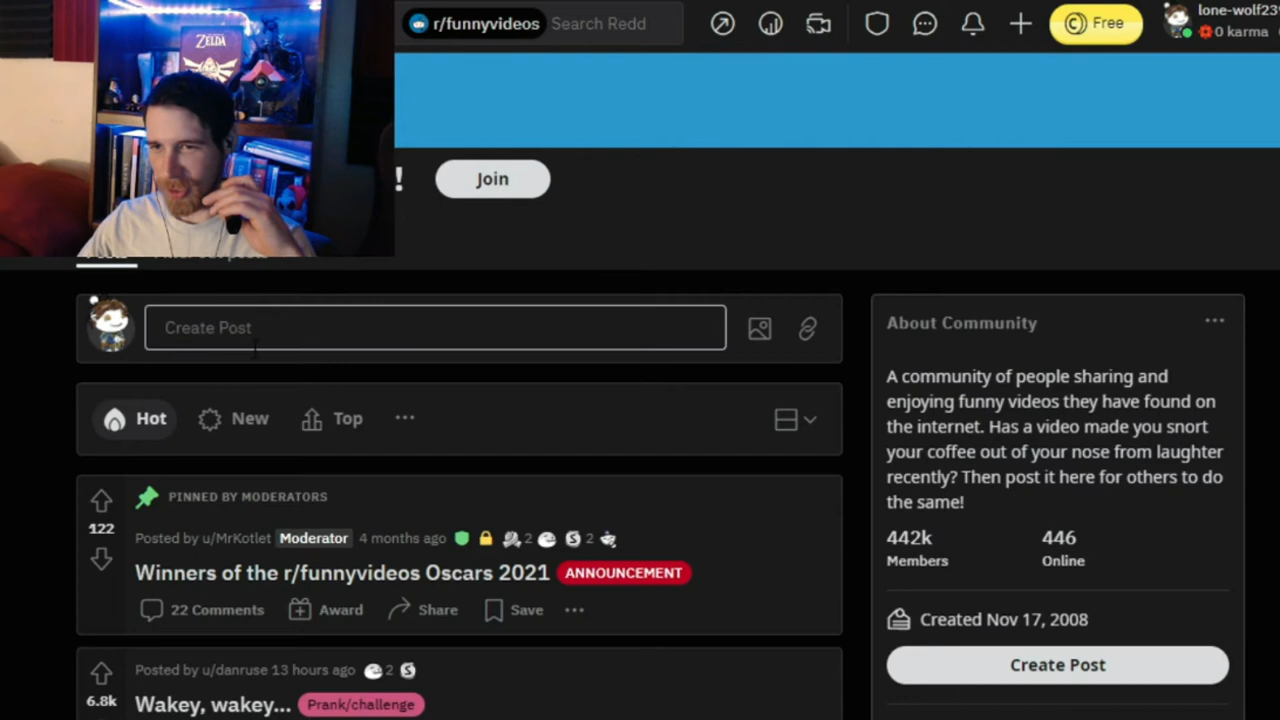 ZELDA
r/funnyvideos Search Redd
Free
lone-wolf239
0 karma
!
Join
Create Post
Hot
New
Top
122
PINNED BY MODERATORS
Posted by u/MrKotlet Moderator 4 months ago 2 2
Winners of the r/funnyvideos Oscars 2021 ANNOUNCEMENT
22 Comments Award Share Save
6.8k
Posted by u/danruse 13 hours ago 2
Wakey, wakey... Prank/challenge
About Community
A community of people sharing and
enjoying funny videos they have found on
the internet. Has a video made you snort
your coffee out of your nose from laughter
recently? Then post it here for others to do
the same!
442k
Members
446
Online
Created Nov 17, 2008
Create Post